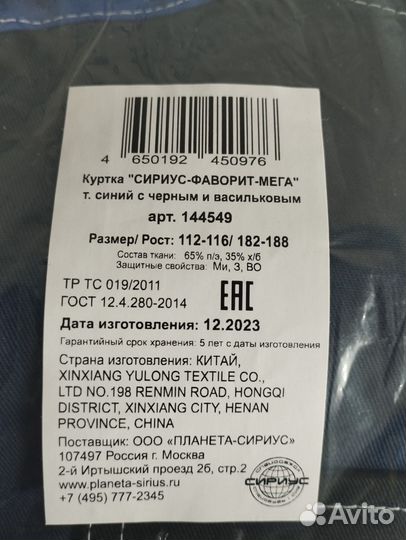 4 650192 450976
Куртка "СИРИУС-ФАВОРИТ-МЕГА"
т. синий с черным и васильковым
арт. 144549
Размер/ Рост: 112-116/ 182-188
Состав ткани: 65% п/э, 35% х/б
Защитные свойства: Ми, З, ВО
ТР ТС 019/2011
ГОСТ 12.4.280-2014
EAC
Дата изготовления: 12.2023
Гарантийный срок хранения: 5 лет с даты изготовления
Страна изготовления: КИТАЙ,
XINXIANG YULONG TEXTILE CO.,
LTD NO.198 RENMIN ROAD, HONGQI
DISTRICT, XINXIANG CITY, HENAN
PROVINCE, CHINA
Поставщик: ООО «ПЛАНЕТА-СИРИУС»
107497 Россия г. Москва
2-й Иртышский проезд 2б, стр.2
www.planeta-sirius.ru
+7 (495) 777-2345
СИРИУС
Avito